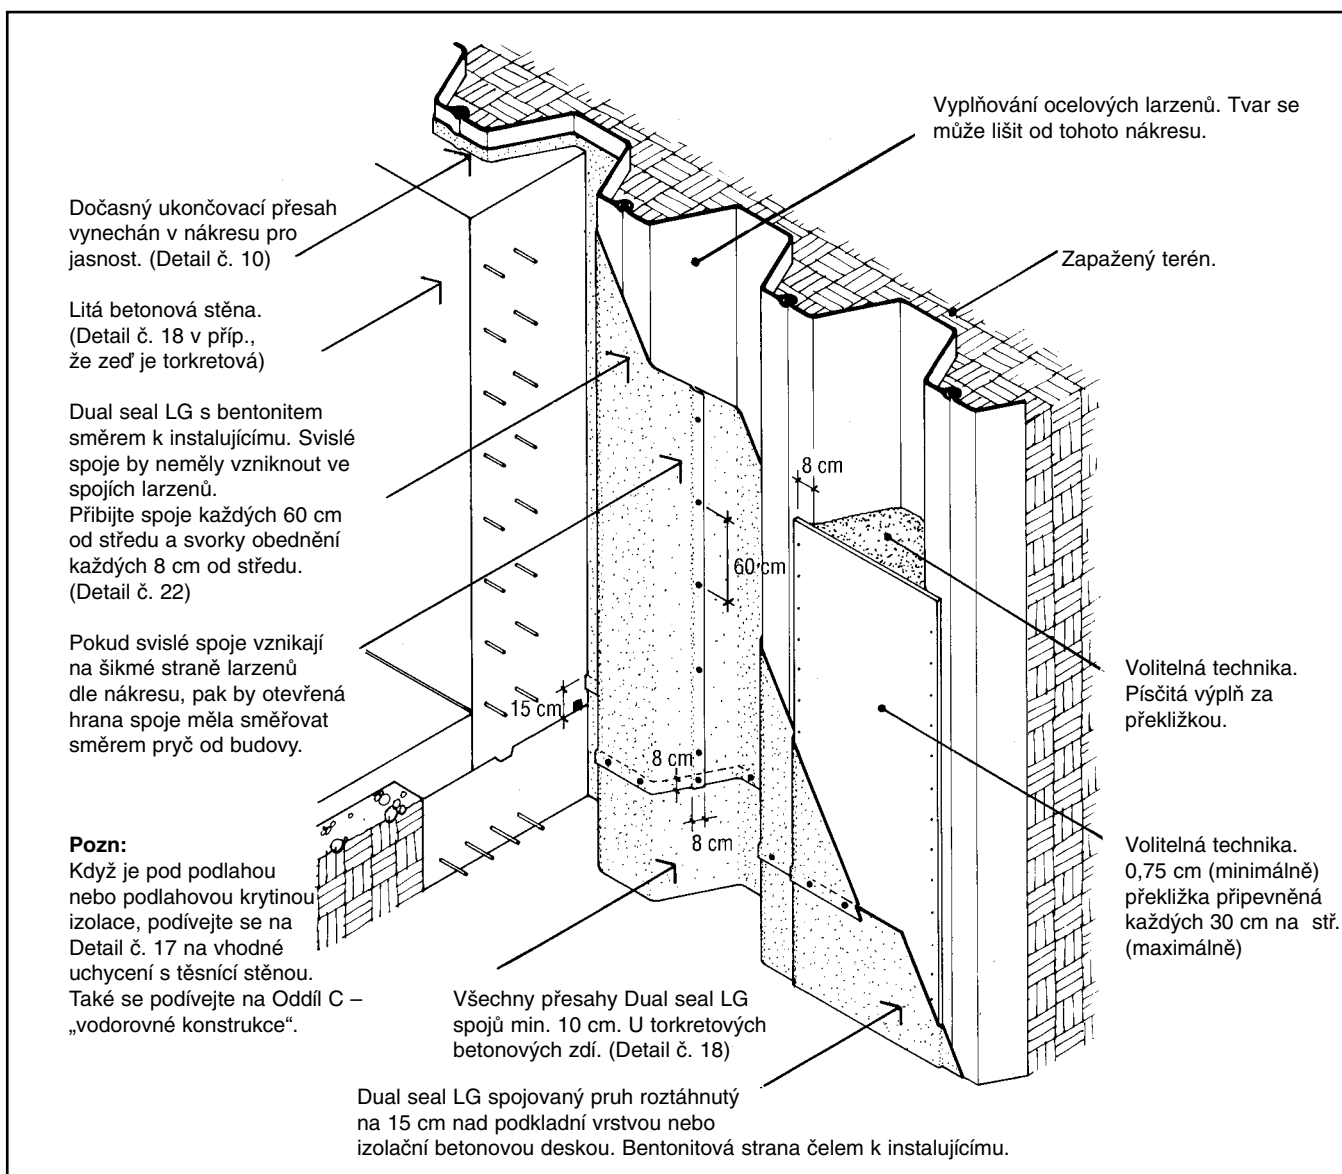 Vyplňování ocelových larzenů. Tvar se
může lišit od tohoto nákresu.
Zapažený terén.
Dočasný ukončovací přesah
vynechán v nákresu pro
jasnost. (Detail č. 10)
Litá betonová stěna.
(Detail č. 18 v příp.,
že zeď je torkretová)
Dual seal LG s bentonitem
směrem k instalujícímu. Svislé
spoje by neměly vzniknout ve
spojích larzenů.
Přibijte spoje každých 60 cm
od středu a svorky obednění
každých 8 cm od středu.
(Detail č. 22)
Pokud svislé spoje vznikají
na šikmé straně larzenů
dle nákresu, pak by otevřená
hrana spoje měla směřovat
směrem pryč od budovy.
8 cm
60 cm
15 cm
8 cm
8 cm
Volitelná technika.
Písčitá výplň za
překližkou.
Volitelná technika.
0,75 cm (minimálně)
překližka připevněná
každých 30 cm na stř.
(maximálně)
Pozn:
Když je pod podlahou
nebo podlahovou krytinou
izolace, podívejte se na
Detail č. 17 na vhodné
uchycení s těsnící stěnou.
Také se podívejte na Oddíl C –
„vodorovné konstrukce“.
Všechny přesahy Dual seal LG
spojů min. 10 cm. U torkretových
betonových zdí. (Detail č. 18)
Dual seal LG spojovaný pruh roztáhnutý
na 15 cm nad podkladní vrstvou nebo
izolační betonovou deskou. Bentonitová strana čelem k instalujícímu.